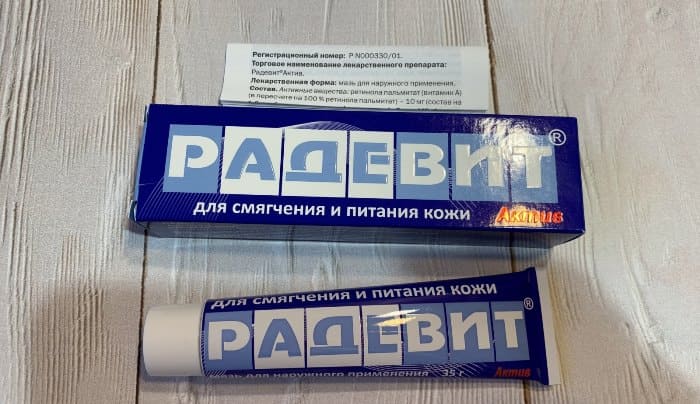 Регистрационный номер: P N000330/01.
Торговое наименование лекарственного препарата:
Радевит®Актив.
Лекарственная форма: мазь для наружного применения.
Состав. Активные вещества: ретинола пальмитат (витамин А)
(в пересчете на 100 % ретинола пальмитат) – 10 мг (состав на
РАДЕВИТ®
для смягчения и питания кожи Актив
для смягчения и питания кожи
РАДЕВИТ®
мазь для наружного применения 35 г Актив